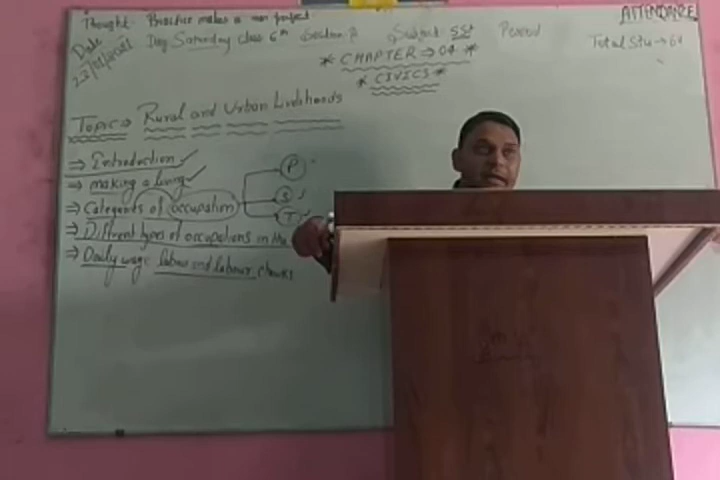 Thought:- Practice makes a man perfect
ATTENDANCE
Date
Day Saturday Class 6th Section B Subject SST Period
Total Stu → 64
* CHAPTER ⇒ 04 *
* CIVICS *
Topic ⇒ Rural and Urban Livelihoods
⇒ Introduction ✓
⇒ making a living ✓
⇒ Categories of occupation
P
S
T
⇒ Different types of occupations in the
⇒ Daily wage labour and labour chowks